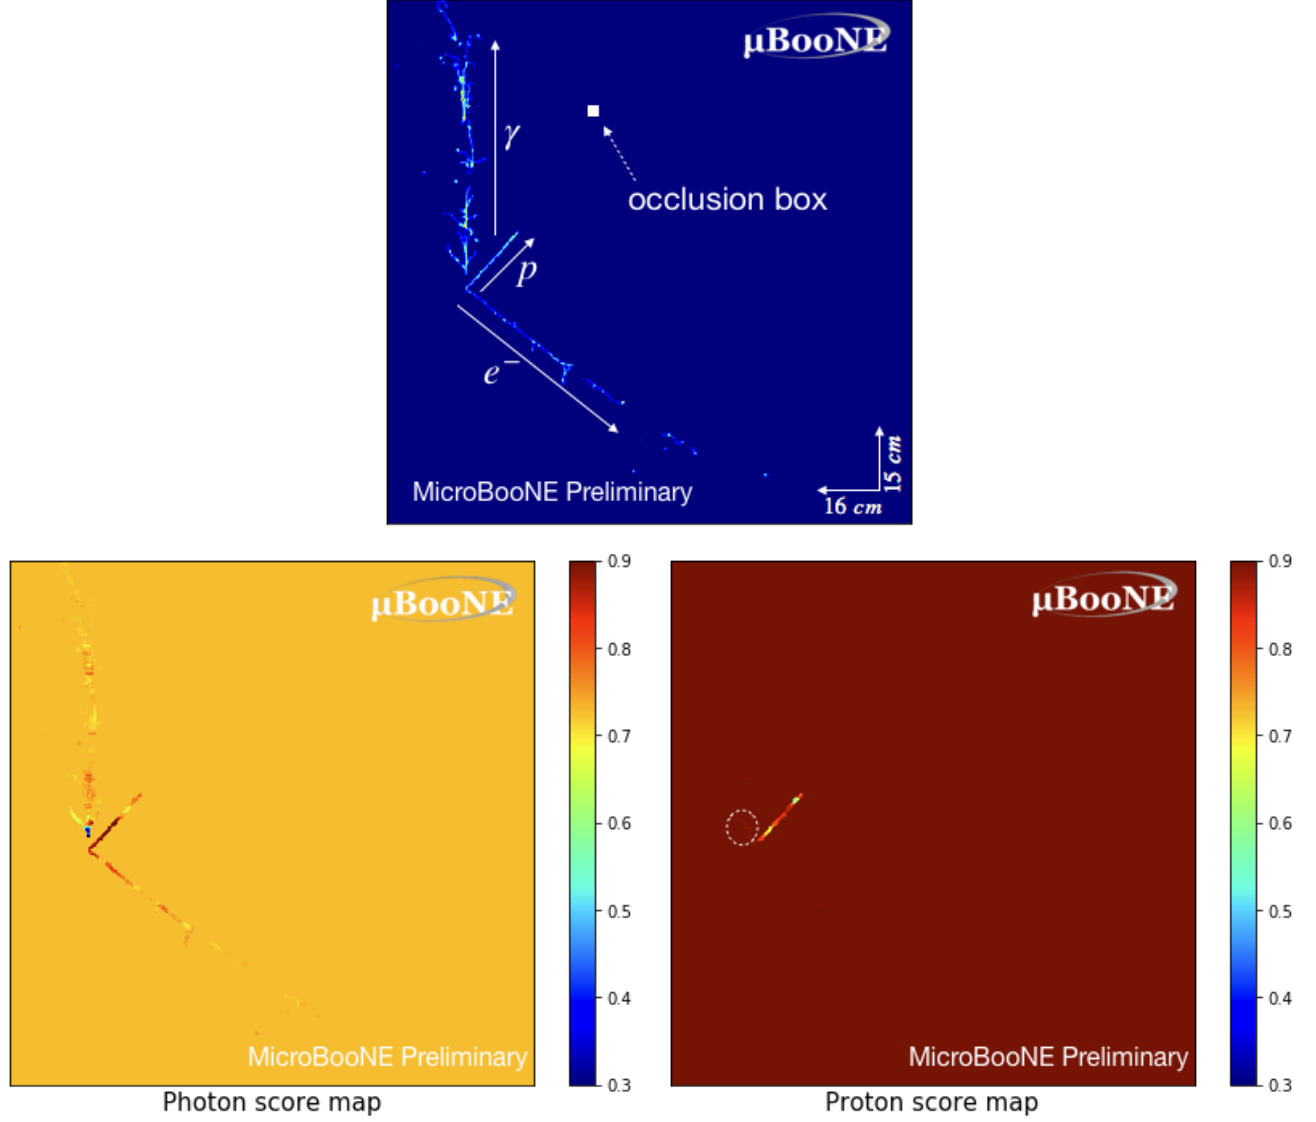 µBooNE
γ
occlusion box
p
e⁻
15 cm
16 cm
MicroBooNE Preliminary
µBooNE
0.9
0.8
0.7
0.6
0.5
0.4
0.3
MicroBooNE Preliminary
Photon score map
µBooNE
0.9
0.8
0.7
0.6
0.5
0.4
0.3
MicroBooNE Preliminary
Proton score map